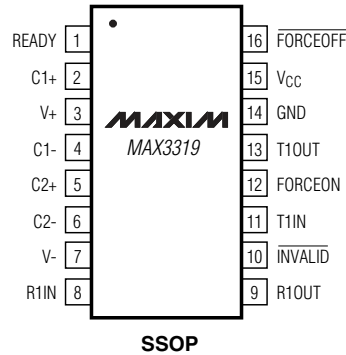 READY 1 16 FORCEOFF
C1+ 2 15 VCC
V+ 3 MAXIM 14 GND
C1- 4 MAX3319 13 T1OUT
C2+ 5 12 FORCEON
C2- 6 11 T1IN
V- 7 10 INVALID
R1IN 8 9 R1OUT
SSOP